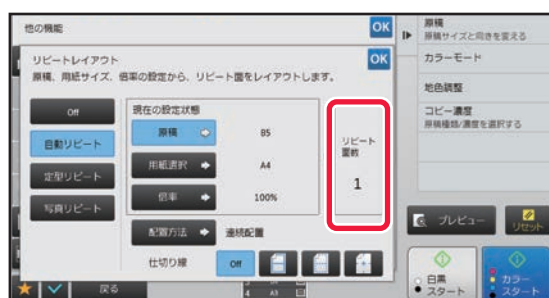 他の機能
OK
リピートレイアウト
OK
原稿、用紙サイズ、倍率の設定から、リピート面をレイアウトします。
Off
自動リピート
定型リピート
写真リピート
現在の設定状態
原稿
B5
用紙選択
A4
倍率
100%
リピート
面数
1
配置方法
連続配置
仕切り線
Off
戻る
4 A3
原稿
原稿サイズと向きを変える
カラーモード
地色調整
コピー濃度
原稿種類/濃度を選択する
プレビュー
リセット
白黒
スタート
カラー
スタート